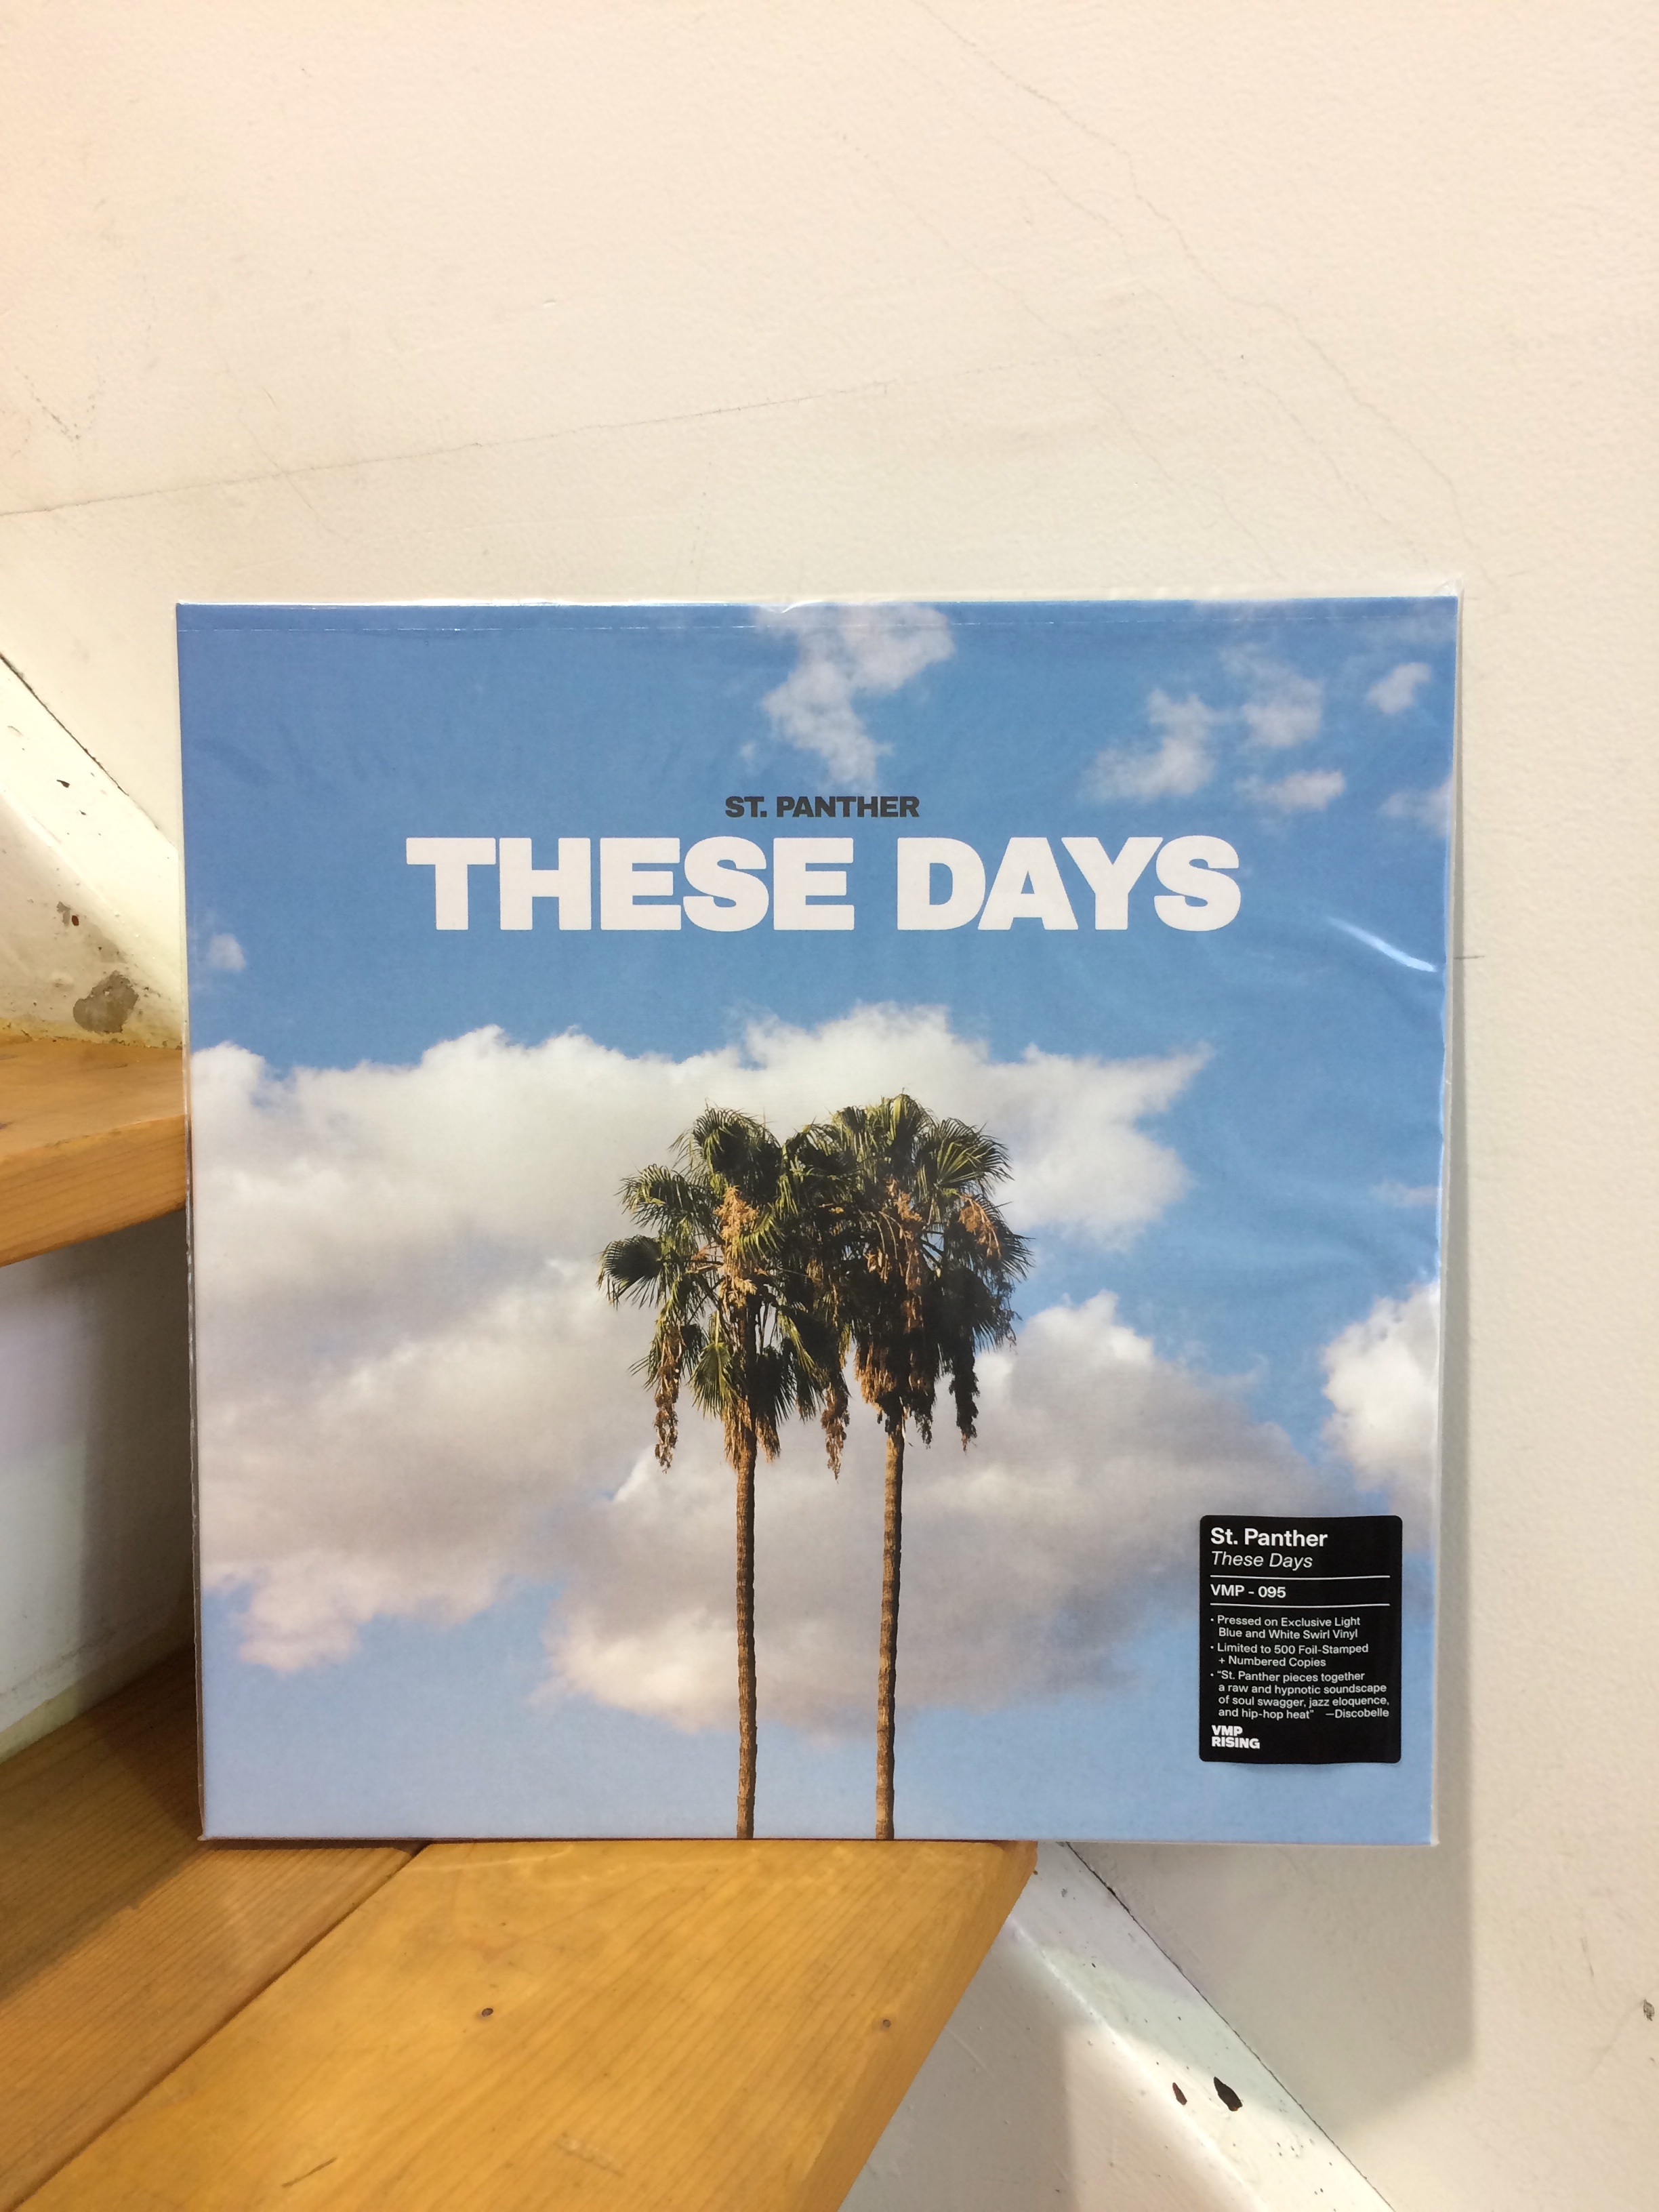 ST. PANTHER
THESE DAYS
St. Panther
These Days
VMP - 095
• Pressed on Exclusive Light
Blue and White Swirl Vinyl
• Limited to 500 Foil-Stamped
+ Numbered Copies
• "St. Panther pieces together
a raw and hypnotic soundscape
of soul swagger, jazz eloquence,
and hip-hop heat" —Discobelle
VMP
RISING